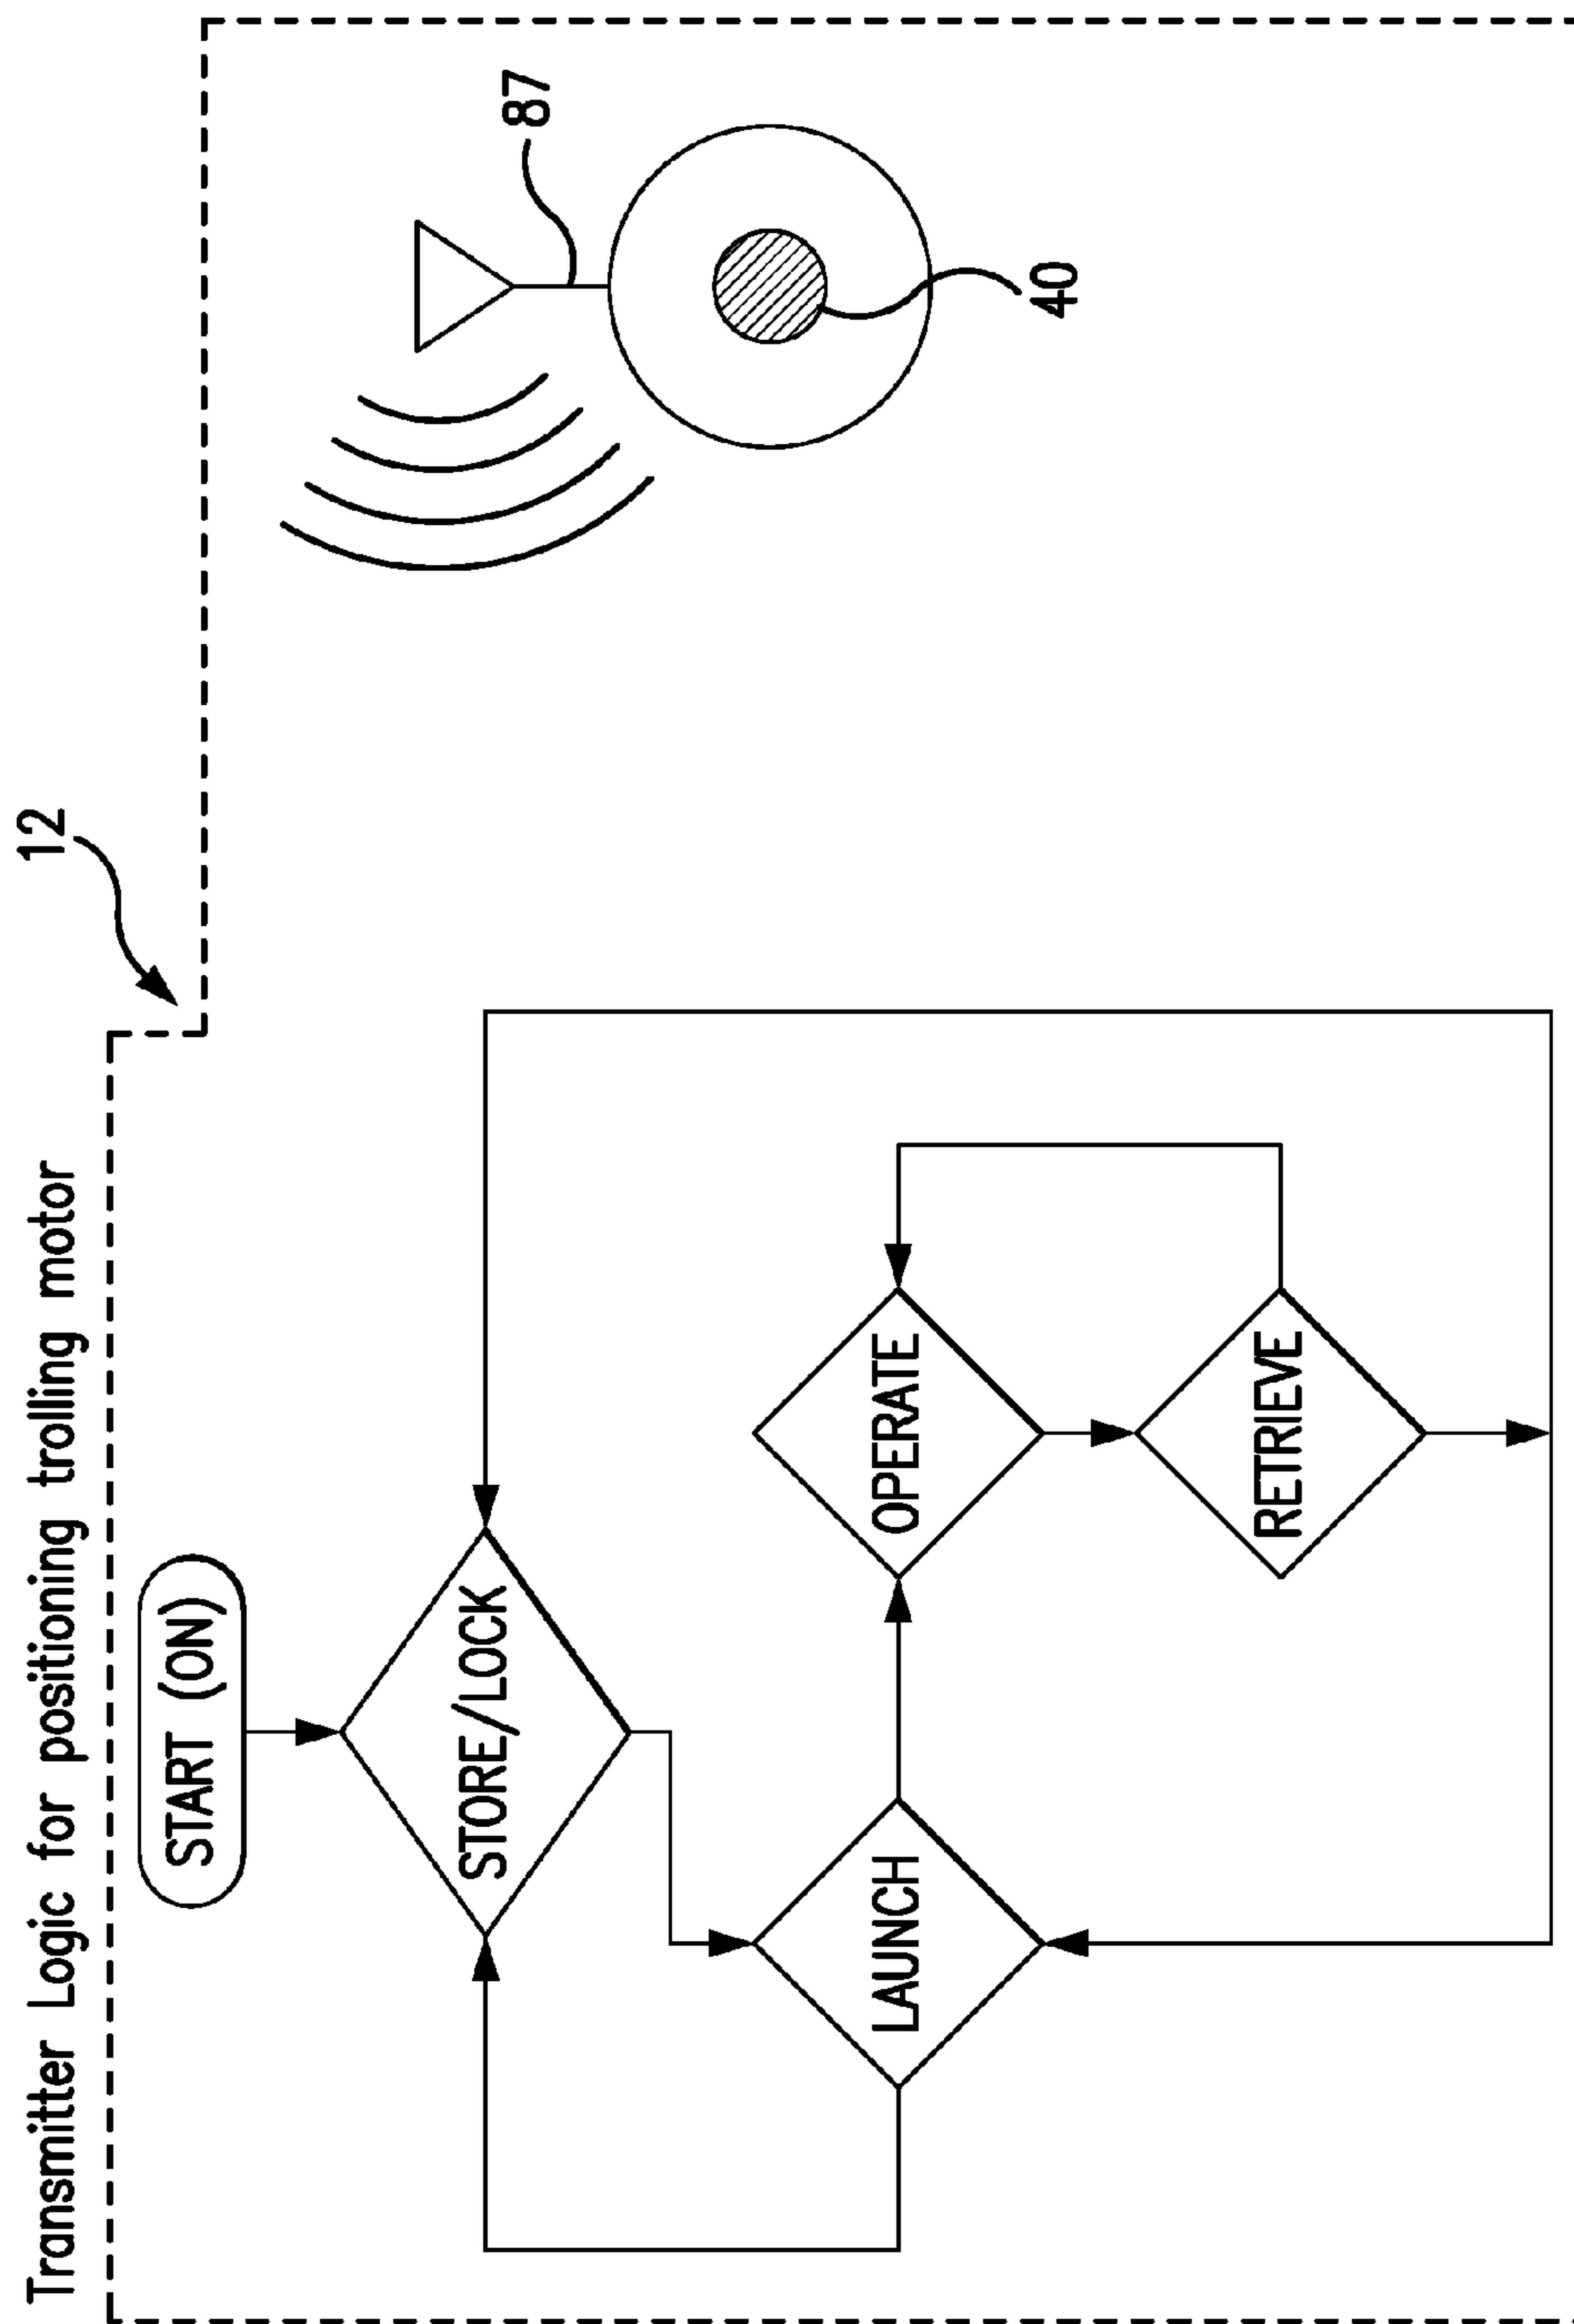 Transmitter Logic for positioning trolling motor
12
START (ON)
STORE/LOCK
LAUNCH
OPERATE
RETRIEVE
87
40